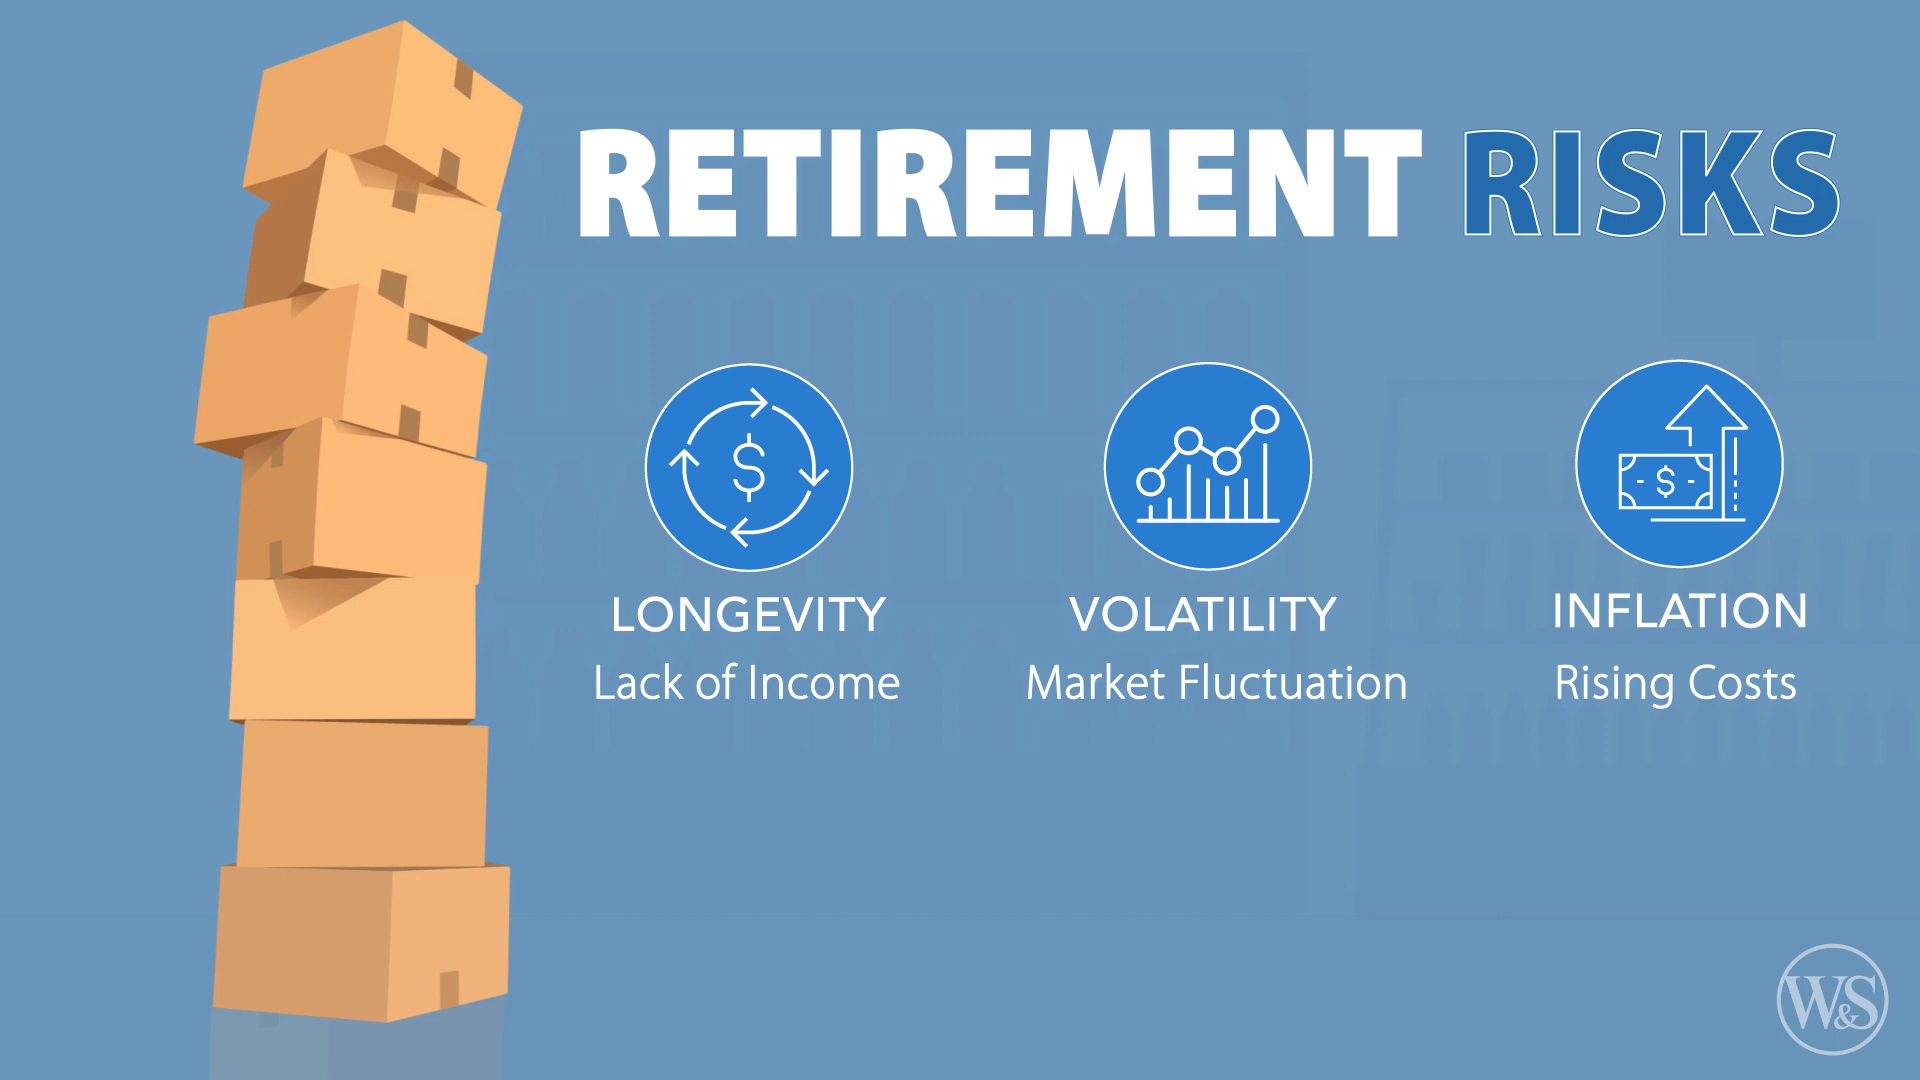 RETIREMENT RISKS
LONGEVITY
Lack of Income
VOLATILITY
Market Fluctuation
INFLATION
Rising Costs
$
$
W&S